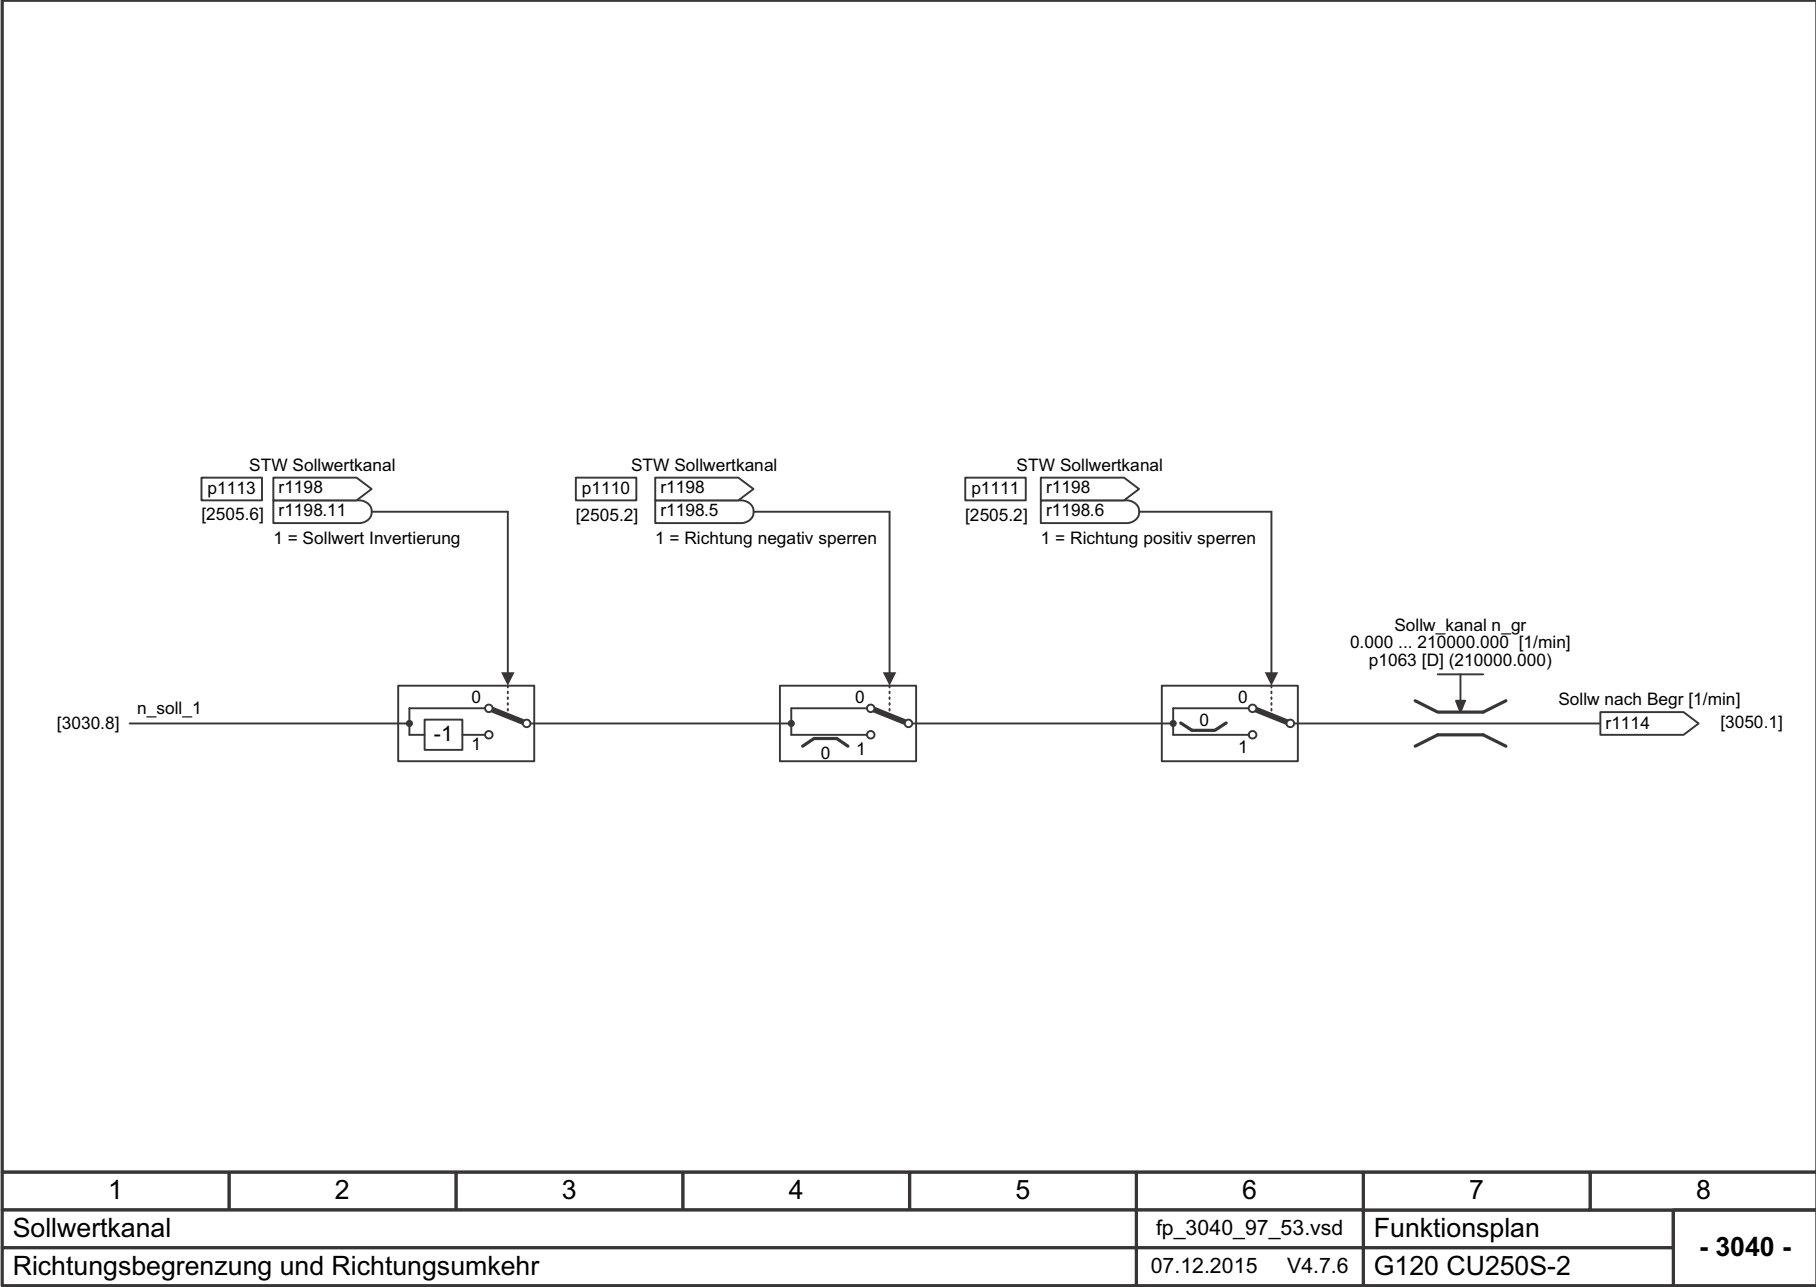 STW Sollwertkanal
p1113 r1198
[2505.6] r1198.11
1 = Sollwert Invertierung
STW Sollwertkanal
p1110 r1198
[2505.2] r1198.5
1 = Richtung negativ sperren
STW Sollwertkanal
p1111 r1198
[2505.2] r1198.6
1 = Richtung positiv sperren
Sollw_kanal n_gr
0.000 ... 210000.000 [1/min]
p1063 [D] (210000.000)
[3030.8] n_soll_1
0
-1 1
0
0 1
0
0
1
Sollw nach Begr [1/min]
r1114 [3050.1]
1 2 3 4 5 6 7 8
Sollwertkanal fp_3040_97_53.vsd Funktionsplan
- 3040 -
Richtungsbegrenzung und Richtungsumkehr 07.12.2015 V4.7.6 G120 CU250S-2